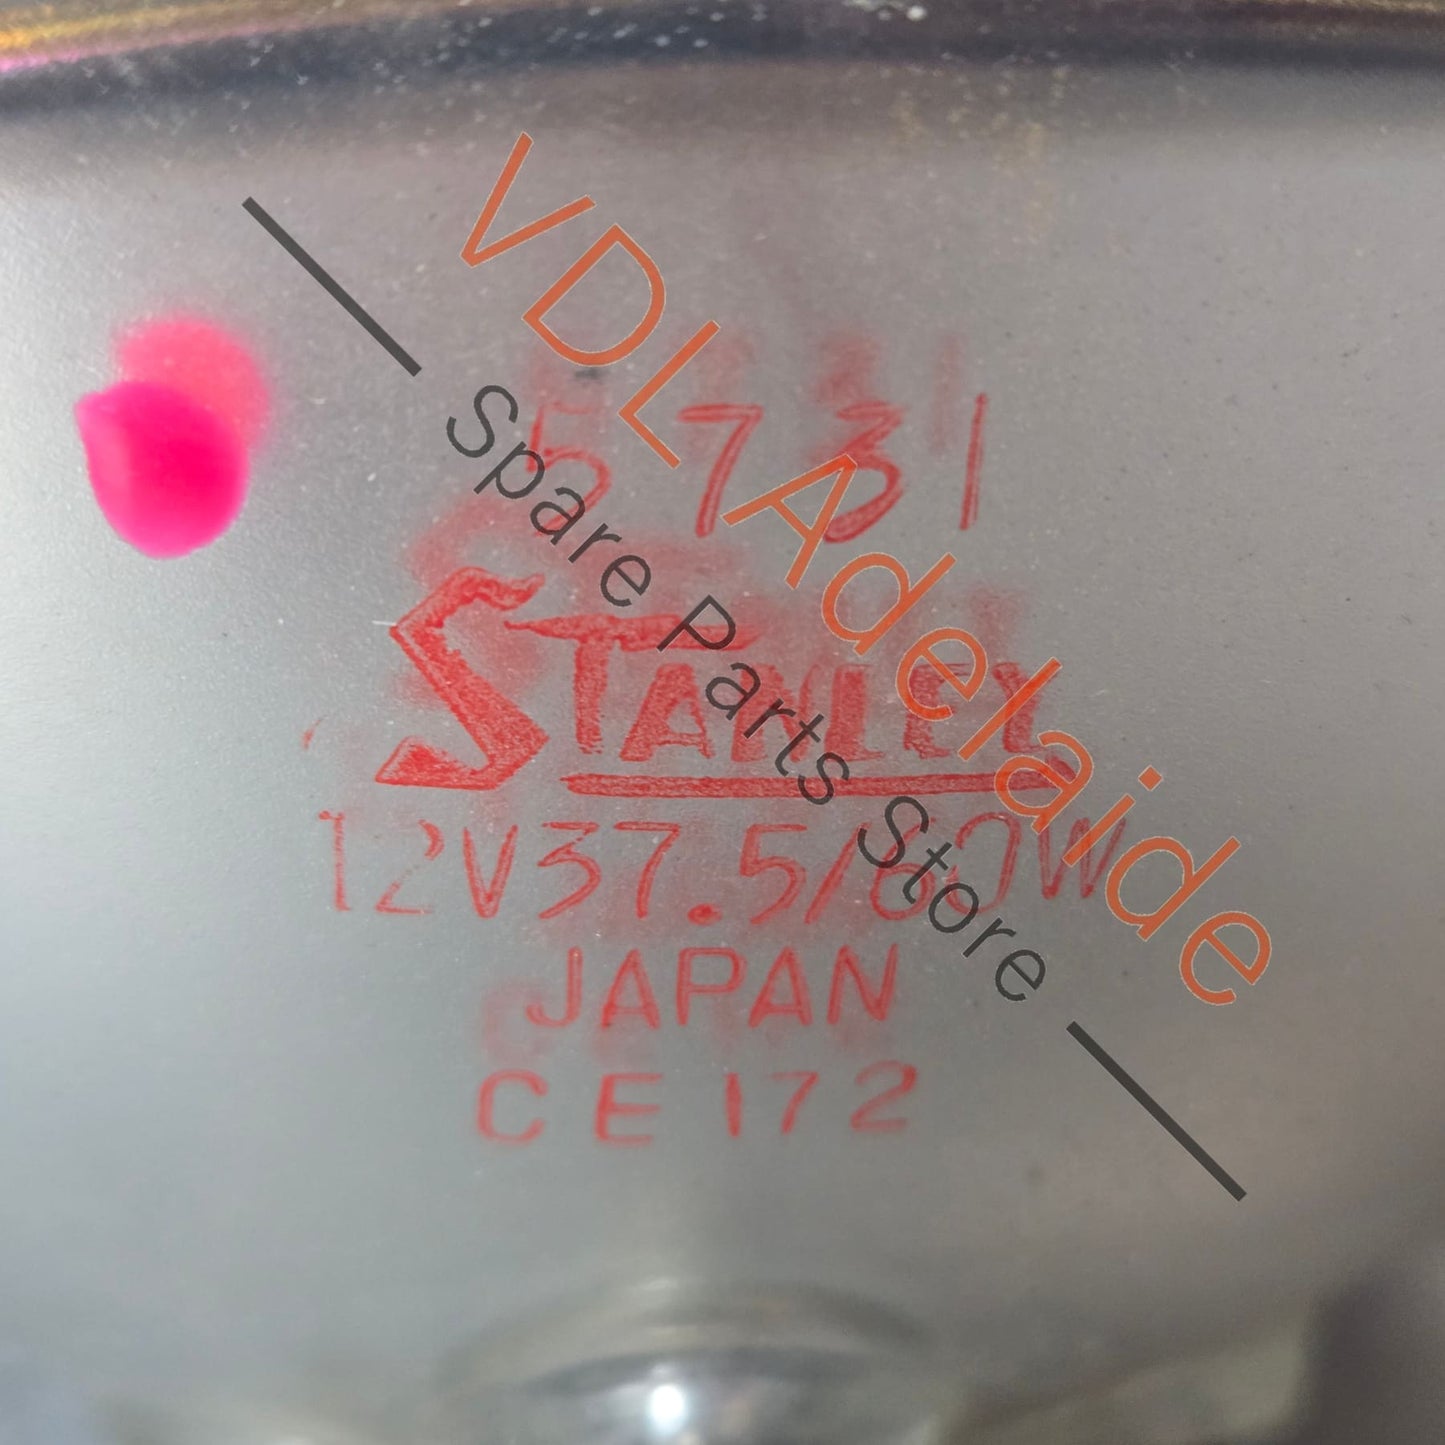 5731
STANLEY
12V37.5/60W
JAPAN
CE172
VDL Adelaide
Spare Parts Store